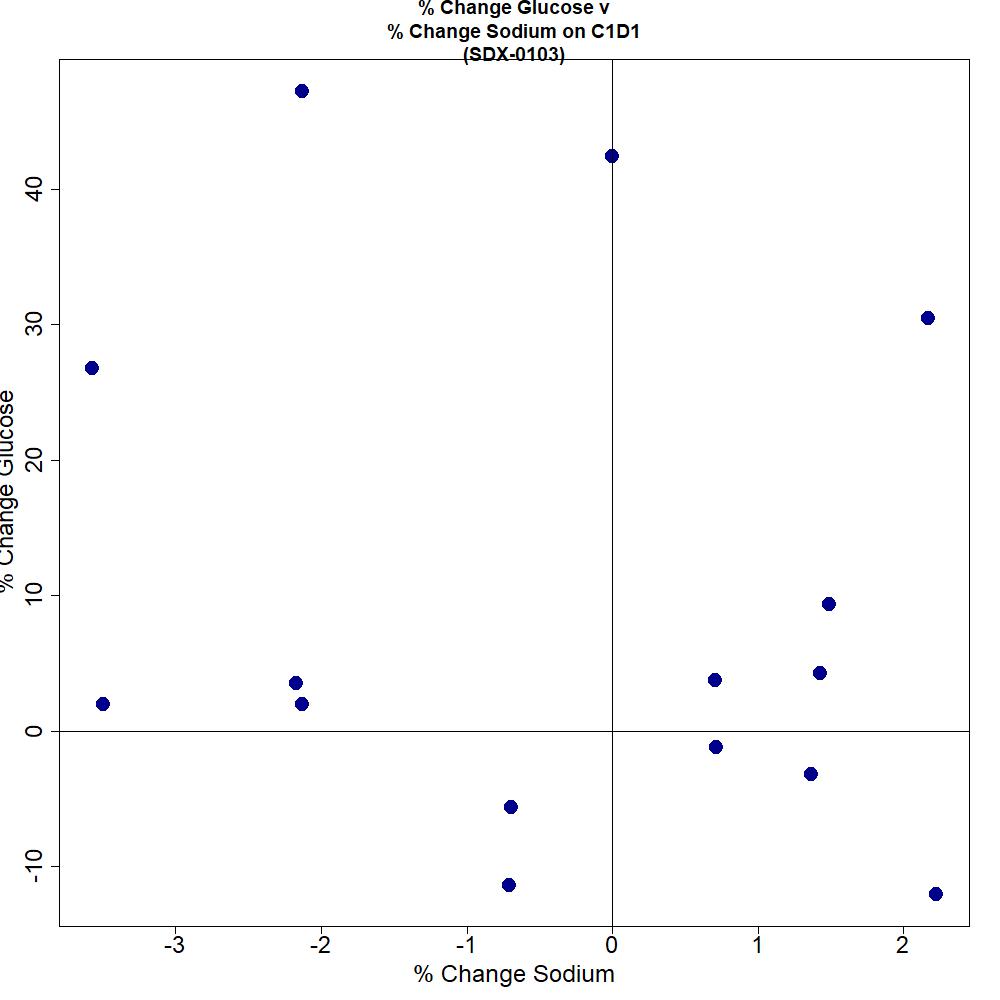 % Change Glucose v
% Change Sodium on C1D1
(SDX-0103)
% Change Glucose
40
30
20
10
0
-10
-3
-2
-1
0
1
2
% Change Sodium